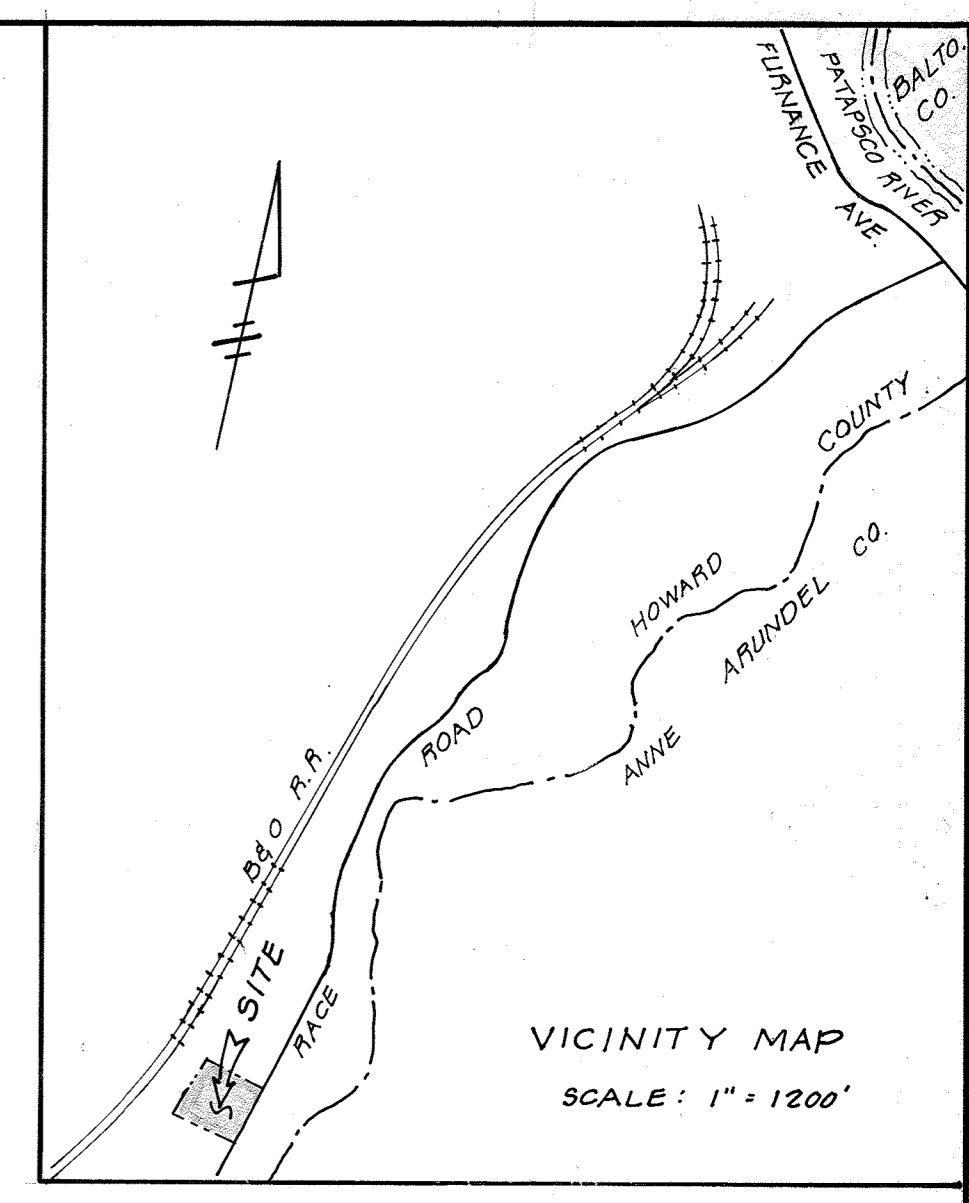 FURNANCE AVE.
PATAPSCO RIVER
BALTO.
CO.
HOWARD COUNTY
ANNE ARUNDEL CO.
B&O R.R.
RACE ROAD
SITE
VICINITY MAP
SCALE: 1" = 1200'